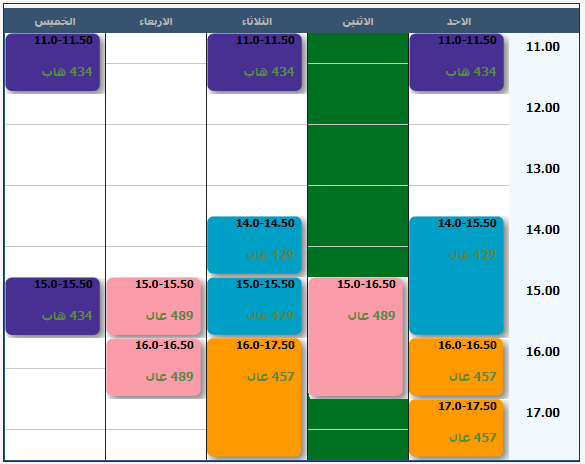 الاحد الاثنين الثلاثاء الاربعاء الخميس
11.00
11.0-11.50
434 هاب
11.0-11.50
434 هاب
11.0-11.50
434 هاب
12.00
13.00
14.00
14.0-15.50
429 عال
14.0-14.50
429 عال
15.00
15.0-16.50
489 عال
15.0-15.50
429 عال
15.0-15.50
489 عال
15.0-15.50
434 هاب
16.00
16.0-16.50
457 عال
16.0-17.50
457 عال
16.0-16.50
489 عال
17.00
17.0-17.50
457 عال